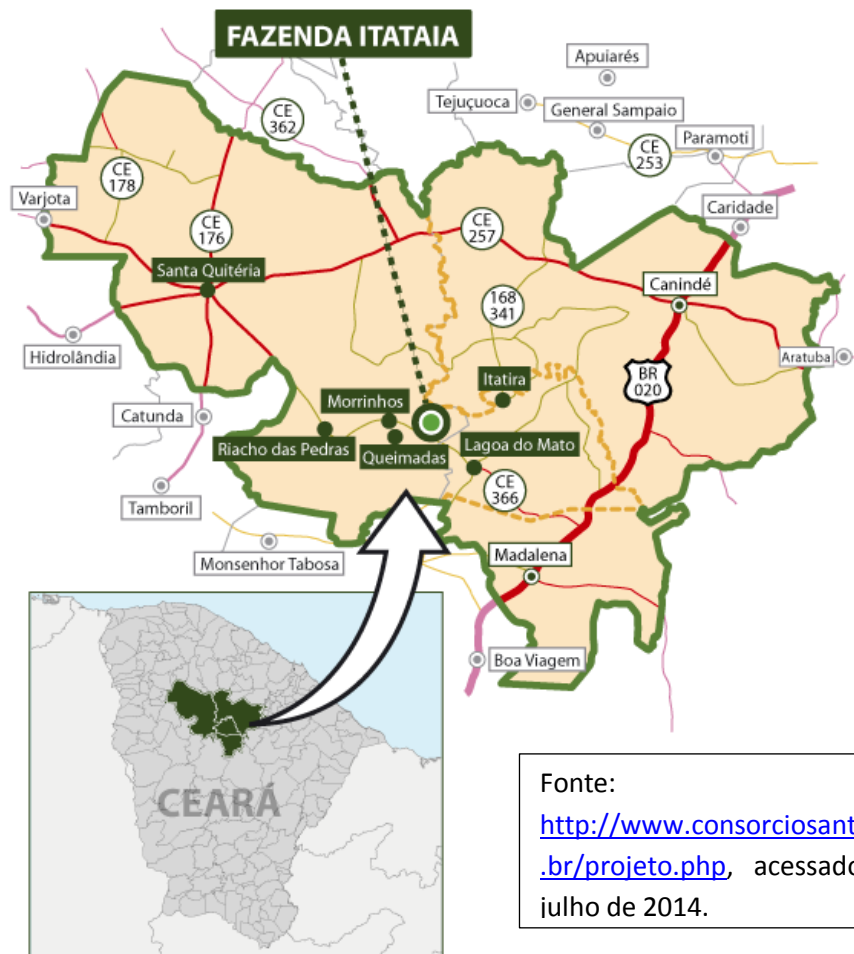 FAZENDA ITATAIA
Apuiarés
Tejuçuoca
General Sampaio
CE
362
CE
253
Paramoti
CE
178
Varjota
Caridade
CE
176
CE
257
Santa Quitéria
168
341
Canindé
Hidrolândia
Aratuba
BR
020
Itatira
Morrinhos
Catunda
Riacho das Pedras
Queimadas
Lagoa do Mato
CE
366
Tamboril
Monsenhor Tabosa
Madalena
Boa Viagem
CEARÁ
Fonte:
http://www.consorciosant
.br/projeto.php, acessado
julho de 2014.